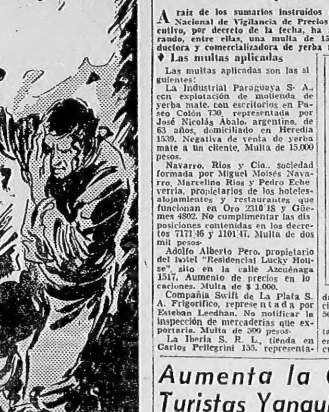 A raíz de los sumarios instruídos
Nacional de Vigilancia de Precios
cutivo, por decreto de la fecha, ha
rando, entre ellas, una multa de 15
ductora y comercializadora de yerba
♦ Las multas aplicadas
Las multas aplicadas son las si
guientes:
La Industrial Paraguaya S. A.,
con explotación de molienda de
yerba mate, con escritorios en Pa-
seo Colón 730, representada por
José Nicolás Abalo, argentino, de
63 años, domiciliado en Heredia
1539. Negativa de venta de yerba
mate a un cliente, Multa de 15.000
pesos.
Navarro, Ríos y Cía., sociedad
formada por Miguel Moisés Nava-
rro, Marcelino Ríos y Pedro Eche
verría, propietarios de los hoteles-
alojamientos y restaurantes que
funcionan en Oro 2310|18 y Güe-
mes 4802. No cumplimentar las dis
posiciones contenidas en los decre-
tos 7171|46 y 1101|47. Multa de dos
mil pesos.
Adolfo Alberto Pero, propietario
del hotel "Residencial Lucky Hou-
se", sito en la calle Azcuénaga
1517. Aumento de precios en lo
caciones. Multa de $ 1.000.
Compañía Swift de La Plata S.
A. Frigorífico, represen t a d a por
Esteban Leedhan. No notificar la
inspección de mercaderías que ex-
portaría. Multa de 500 pesos.
La Iberia S. R. L., tienda en
Carlos Pellegrini 155, representa-
Aumenta la
Turistas Yanqu